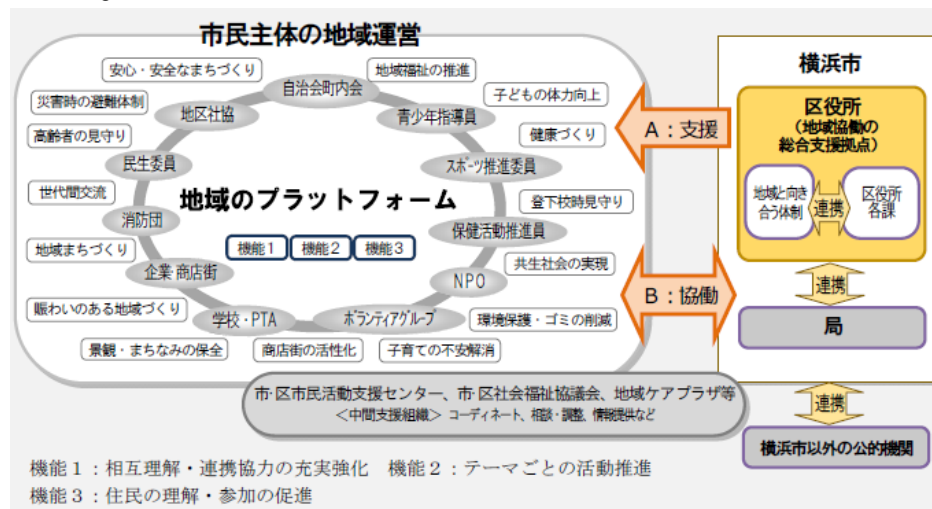 市民主体の地域運営
安心・安全なまちづくり
地域福祉の推進
自治会町内会
災害時の避難体制
地区社協
青少年指導員
子どもの体力向上
高齢者の見守り
民生委員
スポーツ推進委員
健康づくり
世代間交流
地域のプラットフォーム
登下校時見守り
消防団
保健活動推進員
地域まちづくり
機能1 機能2 機能3
企業・商店街
NPO
共生社会の実現
賑わいのある地域づくり
学校・PTA
ボランティアグループ
環境保護・ゴミの削減
景観・まちなみの保全
商店街の活性化
子育ての不安解消
A:支援
B:協働
横浜市
区役所
(地域協働の
総合支援拠点)
地域と向き
合う体制
連携
区役所
各課
連携
局
連携
横浜市以外の公的機関
市・区市民活動支援センター、市・区社会福祉協議会、地域ケアプラザ等
<中間支援組織> コーディネート、相談・調整、情報提供など
機能1:相互理解・連携協力の充実強化 機能2:テーマごとの活動推進
機能3:住民の理解・参加の促進